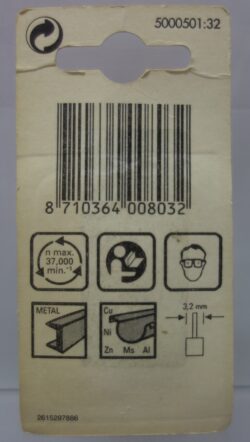 5000501:32
8 710364 008032
n max.
37,000
min.⁻¹
METAL
Cu
Ni
Zn Ms Al
3,2 mm
2615297886